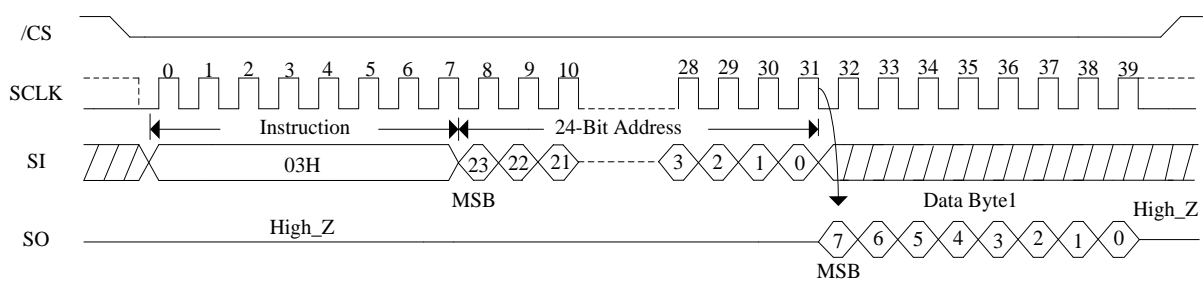 /CS
0 1 2 3 4 5 6 7 8 9 10 28 29 30 31 32 33 34 35 36 37 38 39
SCLK
Instruction 24-Bit Address
SI 03H 23 22 21 3 2 1 0
MSB Data Byte1
High_Z High_Z
SO 7 6 5 4 3 2 1 0
MSB